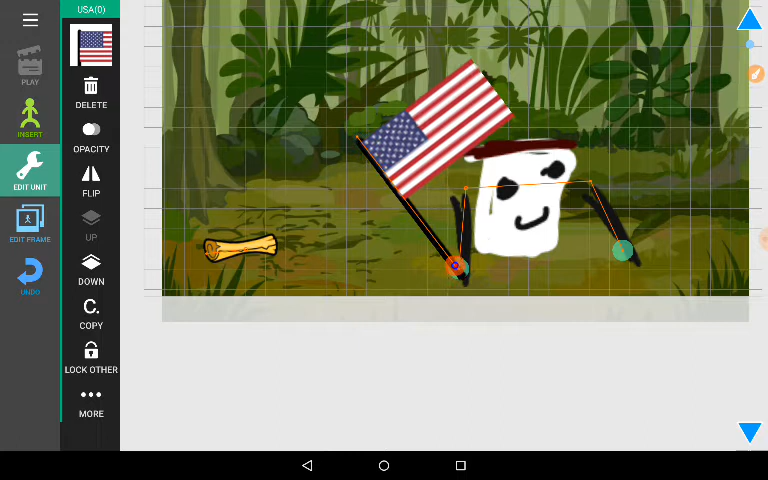 USA(0)
PLAY
DELETE
INSERT
OPACITY
EDIT UNIT
FLIP
EDIT FRAME
UP
UNDO
DOWN
C.
COPY
LOCK OTHER
MORE